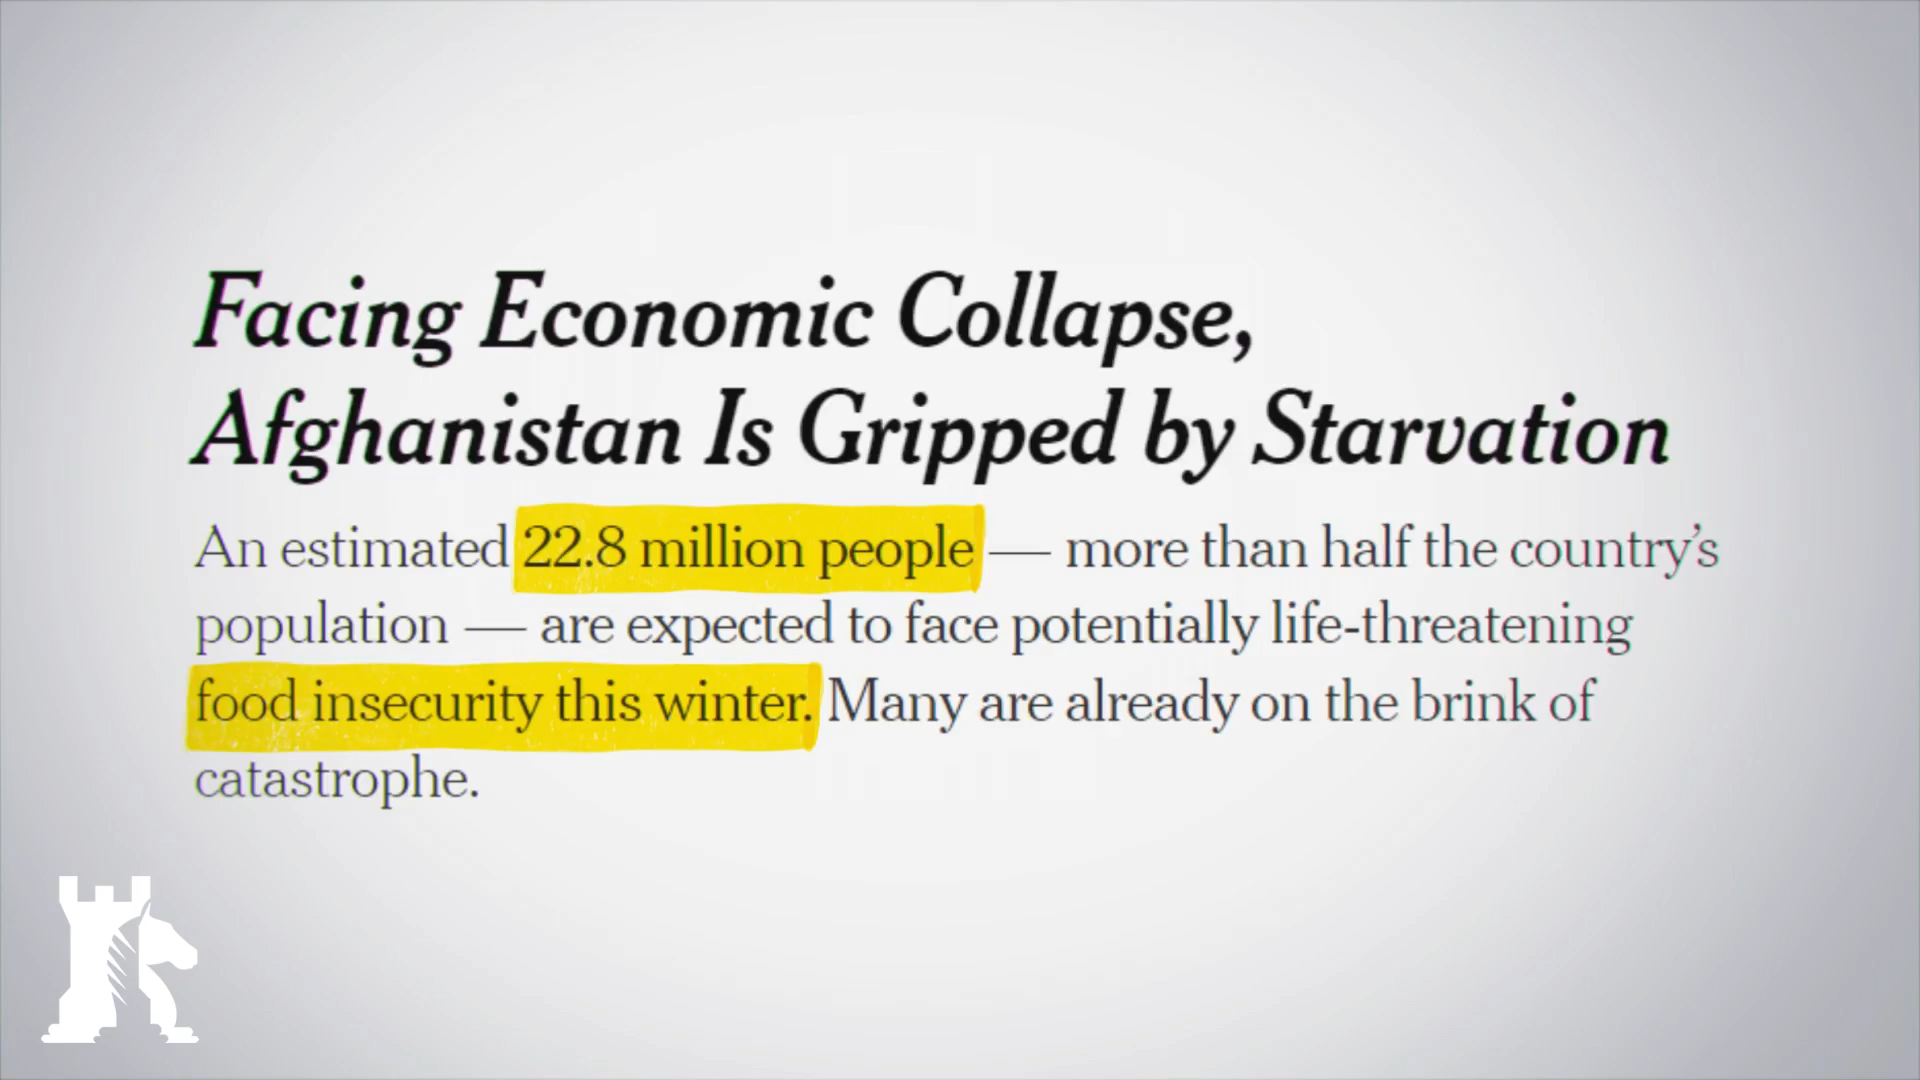 Facing Economic Collapse,
Afghanistan Is Gripped by Starvation
An estimated 22.8 million people — more than half the country’s
population — are expected to face potentially life-threatening
food insecurity this winter. Many are already on the brink of
catastrophe.